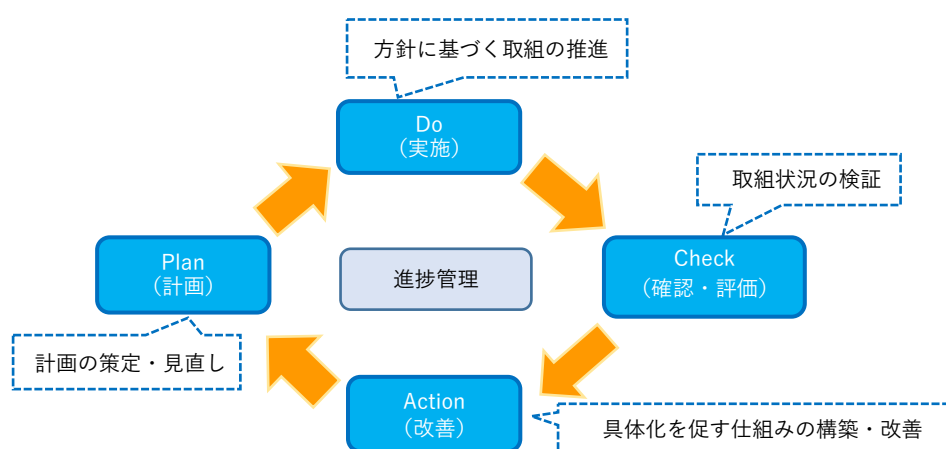 方針に基づく取組の推進
Do
（実施）
取組状況の検証
Plan
（計画）
進捗管理
Check
（確認・評価）
計画の策定・見直し
Action
（改善）
具体化を促す仕組みの構築・改善